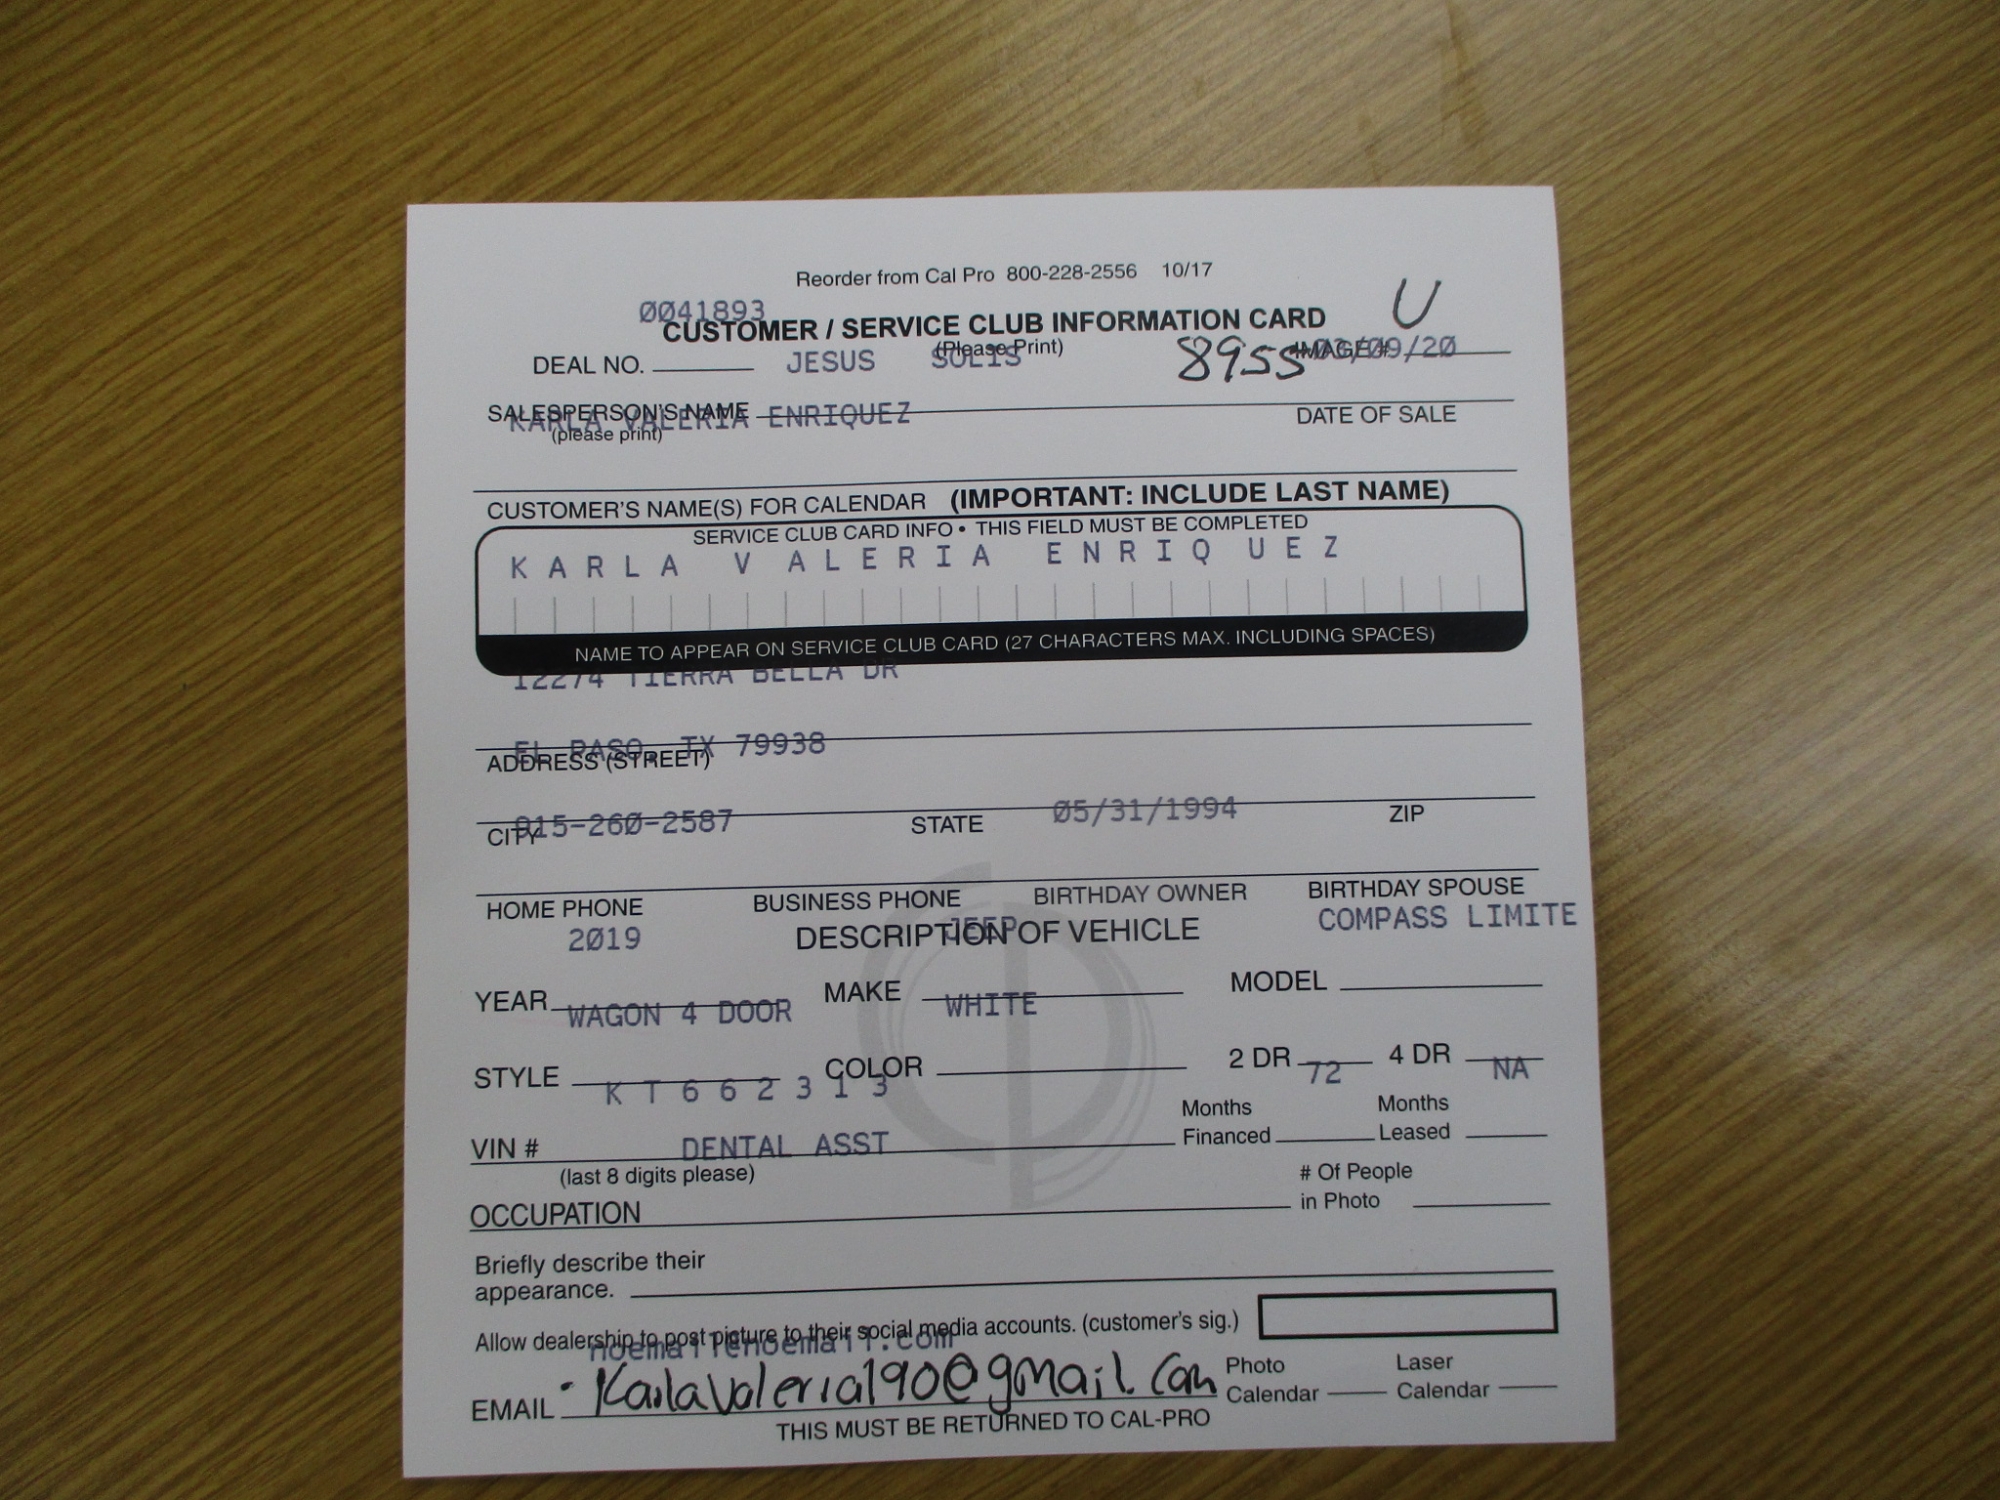 Reorder from Cal Pro 800-228-2556 10/17
U
0041893
CUSTOMER / SERVICE CLUB INFORMATION CARD
(Please Print)
DEAL NO. JESUS SOLIS 8955 IMAGE# 03/09/20
SALESPERSON'S NAME DATE OF SALE
KARLA VALERIA ENRIQUEZ
(please print)
CUSTOMER'S NAME(S) FOR CALENDAR (IMPORTANT: INCLUDE LAST NAME)
SERVICE CLUB CARD INFO • THIS FIELD MUST BE COMPLETED
KARLA VALERIA ENRIQUEZ
NAME TO APPEAR ON SERVICE CLUB CARD (27 CHARACTERS MAX. INCLUDING SPACES)
12274 TIERRA BELLA DR
EL PASO, TX 79938
ADDRESS (STREET)
915-260-2587 05/31/1994
CITY STATE ZIP
HOME PHONE BUSINESS PHONE BIRTHDAY OWNER BIRTHDAY SPOUSE
2019 JEEP COMPASS LIMITE
DESCRIPTION OF VEHICLE
YEAR MAKE MODEL
WAGON 4 DOOR WHITE
STYLE COLOR 2 DR 4 DR
KT662313 72 NA
VIN # Months Financed Months Leased
DENTAL ASST
(last 8 digits please)
OCCUPATION # Of People in Photo
Briefly describe their
appearance.
Allow dealership to post picture to their social media accounts. (customer's sig.)
noemail@noemail.com
EMAIL KarlaValeria190@gmail.com Photo Calendar Laser Calendar
THIS MUST BE RETURNED TO CAL-PRO